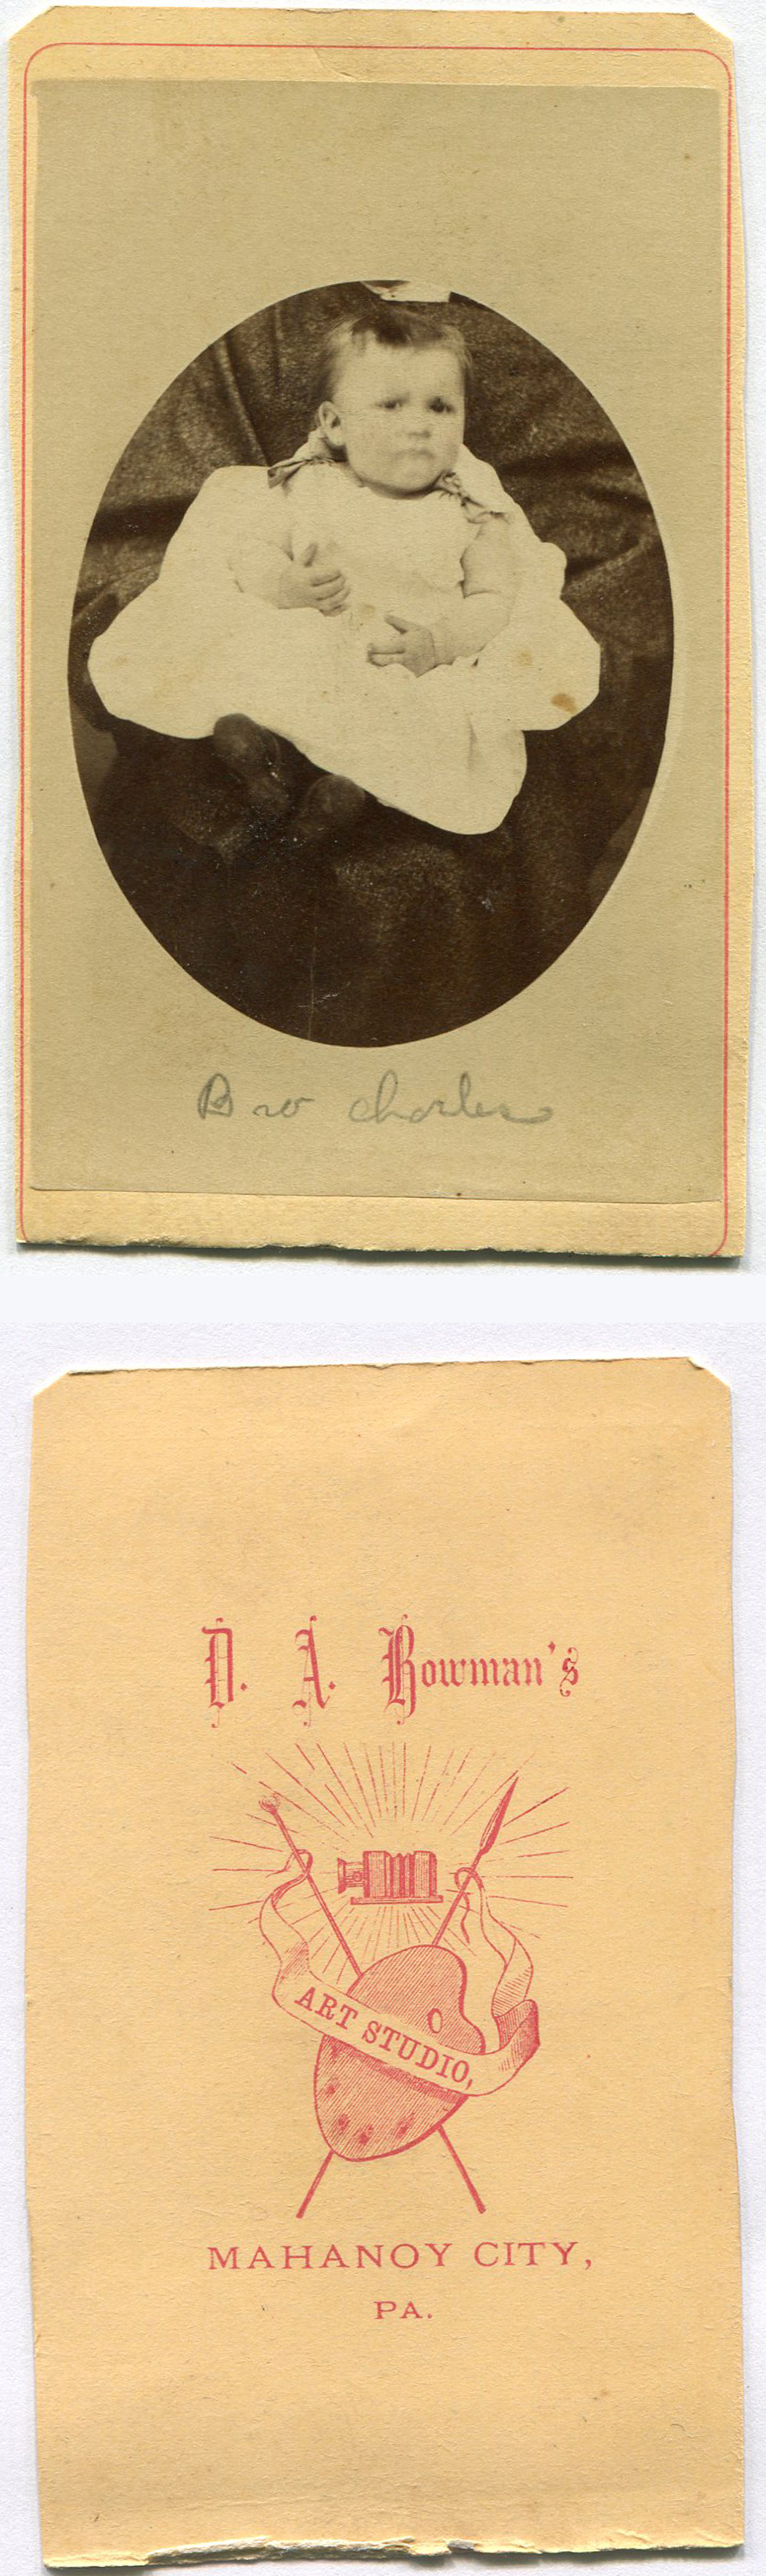 Bro Charles
D. A. Bowman's
ART STUDIO,
MAHANOY CITY,
PA.